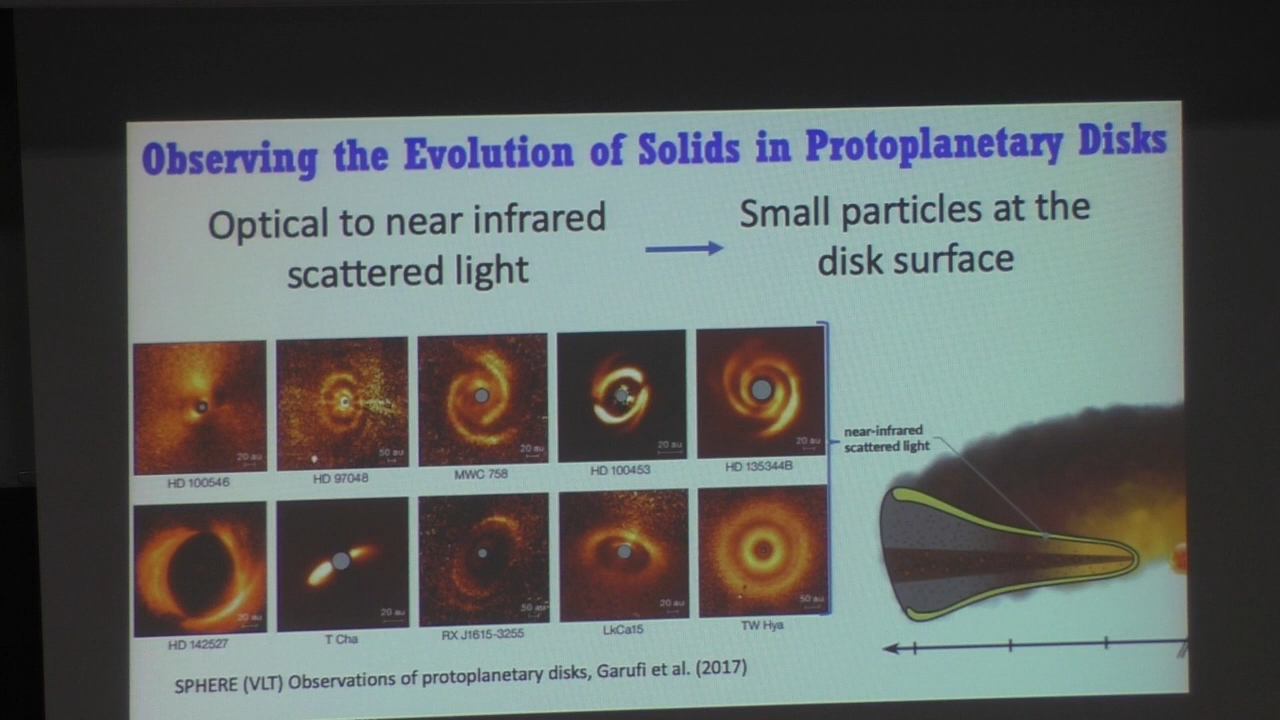 Observing the Evolution of Solids in Protoplanetary Disks
Optical to near infrared
scattered light
Small particles at the
disk surface
20 au
50 au
20 au
20 au
20 au
HD 100546
HD 97048
MWC 758
HD 100453
HD 135344B
near-infrared
scattered light
20 au
20 au
50 au
20 au
50 au
HD 142527
T Cha
RX J1615-3255
LkCa15
TW Hya
SPHERE (VLT) Observations of protoplanetary disks, Garufi et al. (2017)